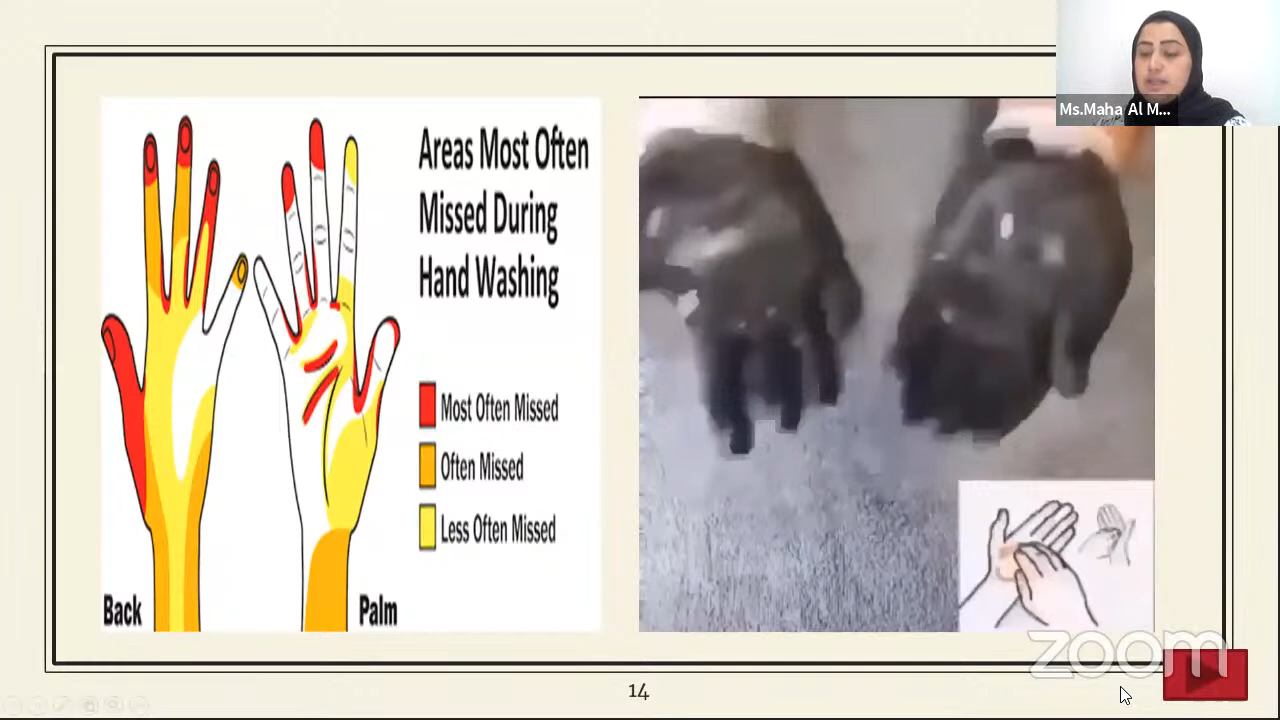 Ms.Maha Al M...
Areas Most Often
Missed During
Hand Washing
Most Often Missed
Often Missed
Less Often Missed
Back
Palm
zoom
14